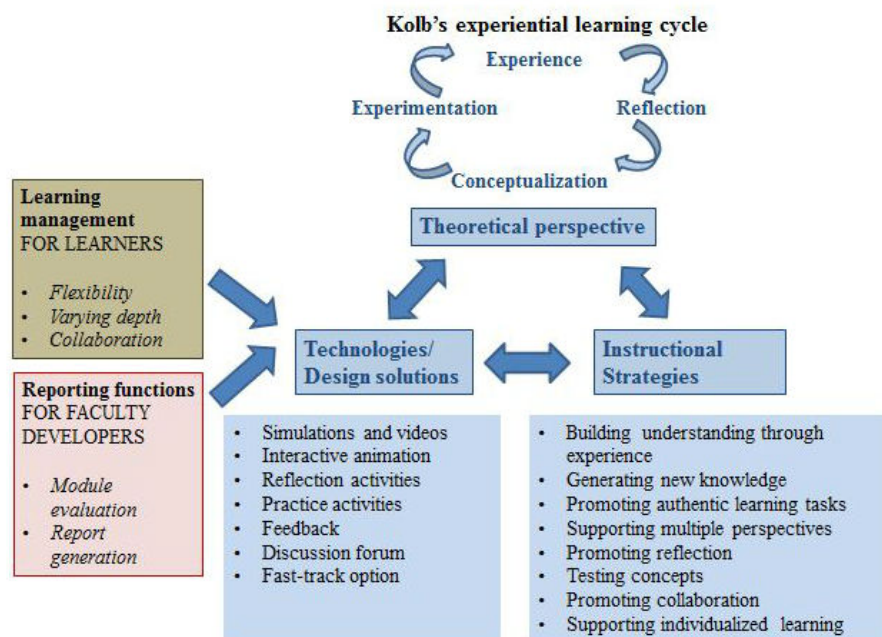 Kolb's experiential learning cycle
Experience
Experimentation
Reflection
Conceptualization
Learning
management
FOR LEARNERS
• Flexibility
• Varying depth
• Collaboration
Theoretical perspective
Reporting functions
FOR FACULTY
DEVELOPERS
• Module
evaluation
• Report
generation
Technologies/
Design solutions
Instructional
Strategies
• Simulations and videos
• Interactive animation
• Reflection activities
• Practice activities
• Feedback
• Discussion forum
• Fast-track option
• Building understanding through
experience
• Generating new knowledge
• Promoting authentic learning tasks
• Supporting multiple perspectives
• Promoting reflection
• Testing concepts
• Promoting collaboration
• Supporting individualized learning